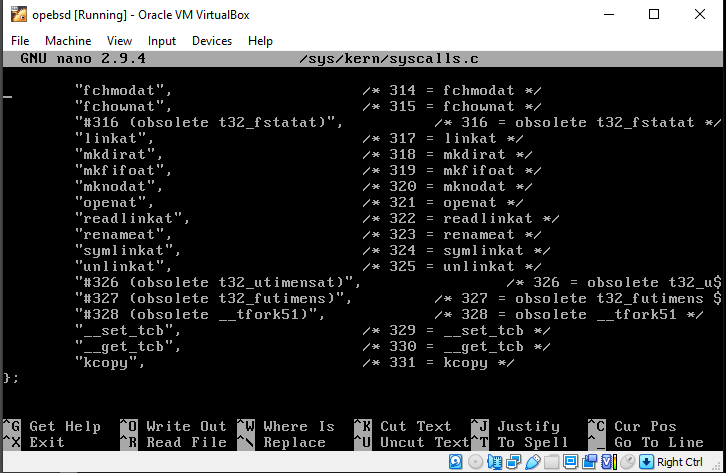 opebsd [Running] - Oracle VM VirtualBox
File Machine View Input Devices Help
GNU nano 2.9.4 /sys/kern/syscalls.c
"fchmodat", /* 314 = fchmodat */
"fchownat", /* 315 = fchownat */
"#316 (obsolete t32_fstatat)", /* 316 = obsolete t32_fstatat */
"linkat", /* 317 = linkat */
"mkdirat", /* 318 = mkdirat */
"mkfifoat", /* 319 = mkfifoat */
"mknodat", /* 320 = mknodat */
"openat", /* 321 = openat */
"readlinkat", /* 322 = readlinkat */
"renameat", /* 323 = renameat */
"symlinkat", /* 324 = symlinkat */
"unlinkat", /* 325 = unlinkat */
"#326 (obsolete t32_utimensat)", /* 326 = obsolete t32_u$
"#327 (obsolete t32_futimens)", /* 327 = obsolete t32_futimens $
"#328 (obsolete __tfork51)", /* 328 = obsolete __tfork51 */
"__set_tcb", /* 329 = __set_tcb */
"__get_tcb", /* 330 = __get_tcb */
"kcopy", /* 331 = kcopy */
};
^G Get Help ^O Write Out ^W Where Is ^K Cut Text ^J Justify ^C Cur Pos
^X Exit ^R Read File ^\ Replace ^U Uncut Text ^T To Spell ^_ Go To Line
Right Ctrl